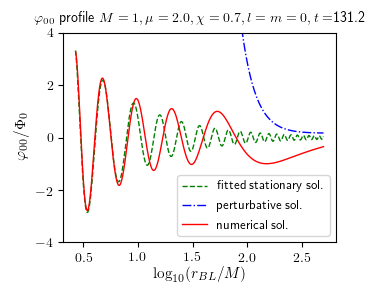 φ₀₀ profile M = 1, μ = 2.0, χ = 0.7, l = m = 0, t =131.2
φ₀₀/Φ₀
4
2
0
−2
−4
fitted stationary sol.
perturbative sol.
numerical sol.
0.5 1.0 1.5 2.0 2.5
log₁₀(r_BL/M)